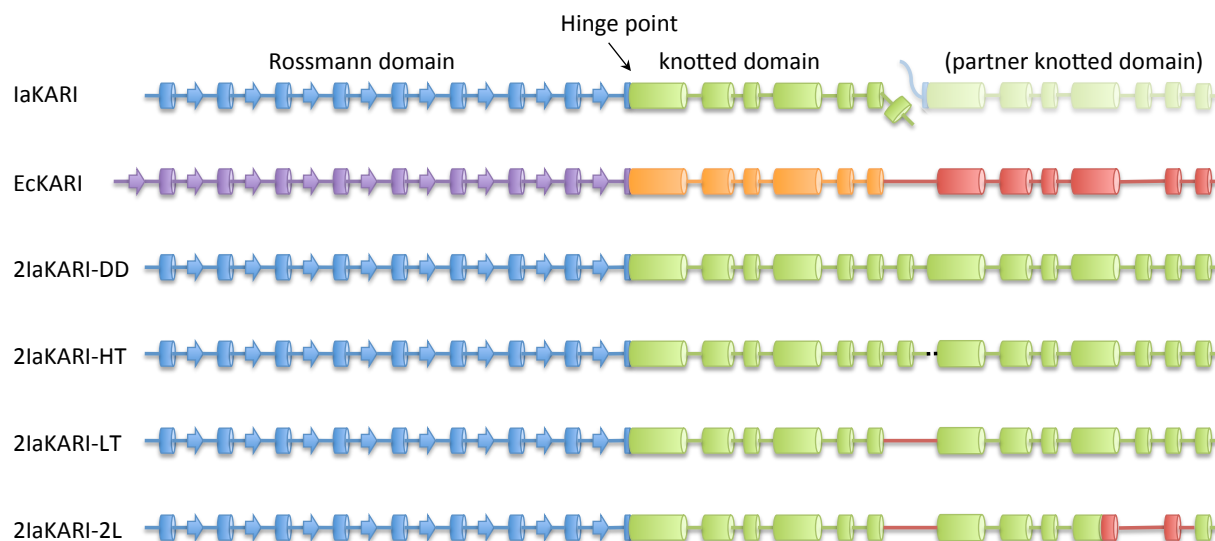 Hinge point
Rossmann domain knotted domain (partner knotted domain)
IaKARI
EcKARI
2IaKARI-DD
2IaKARI-HT
2IaKARI-LT
2IaKARI-2L